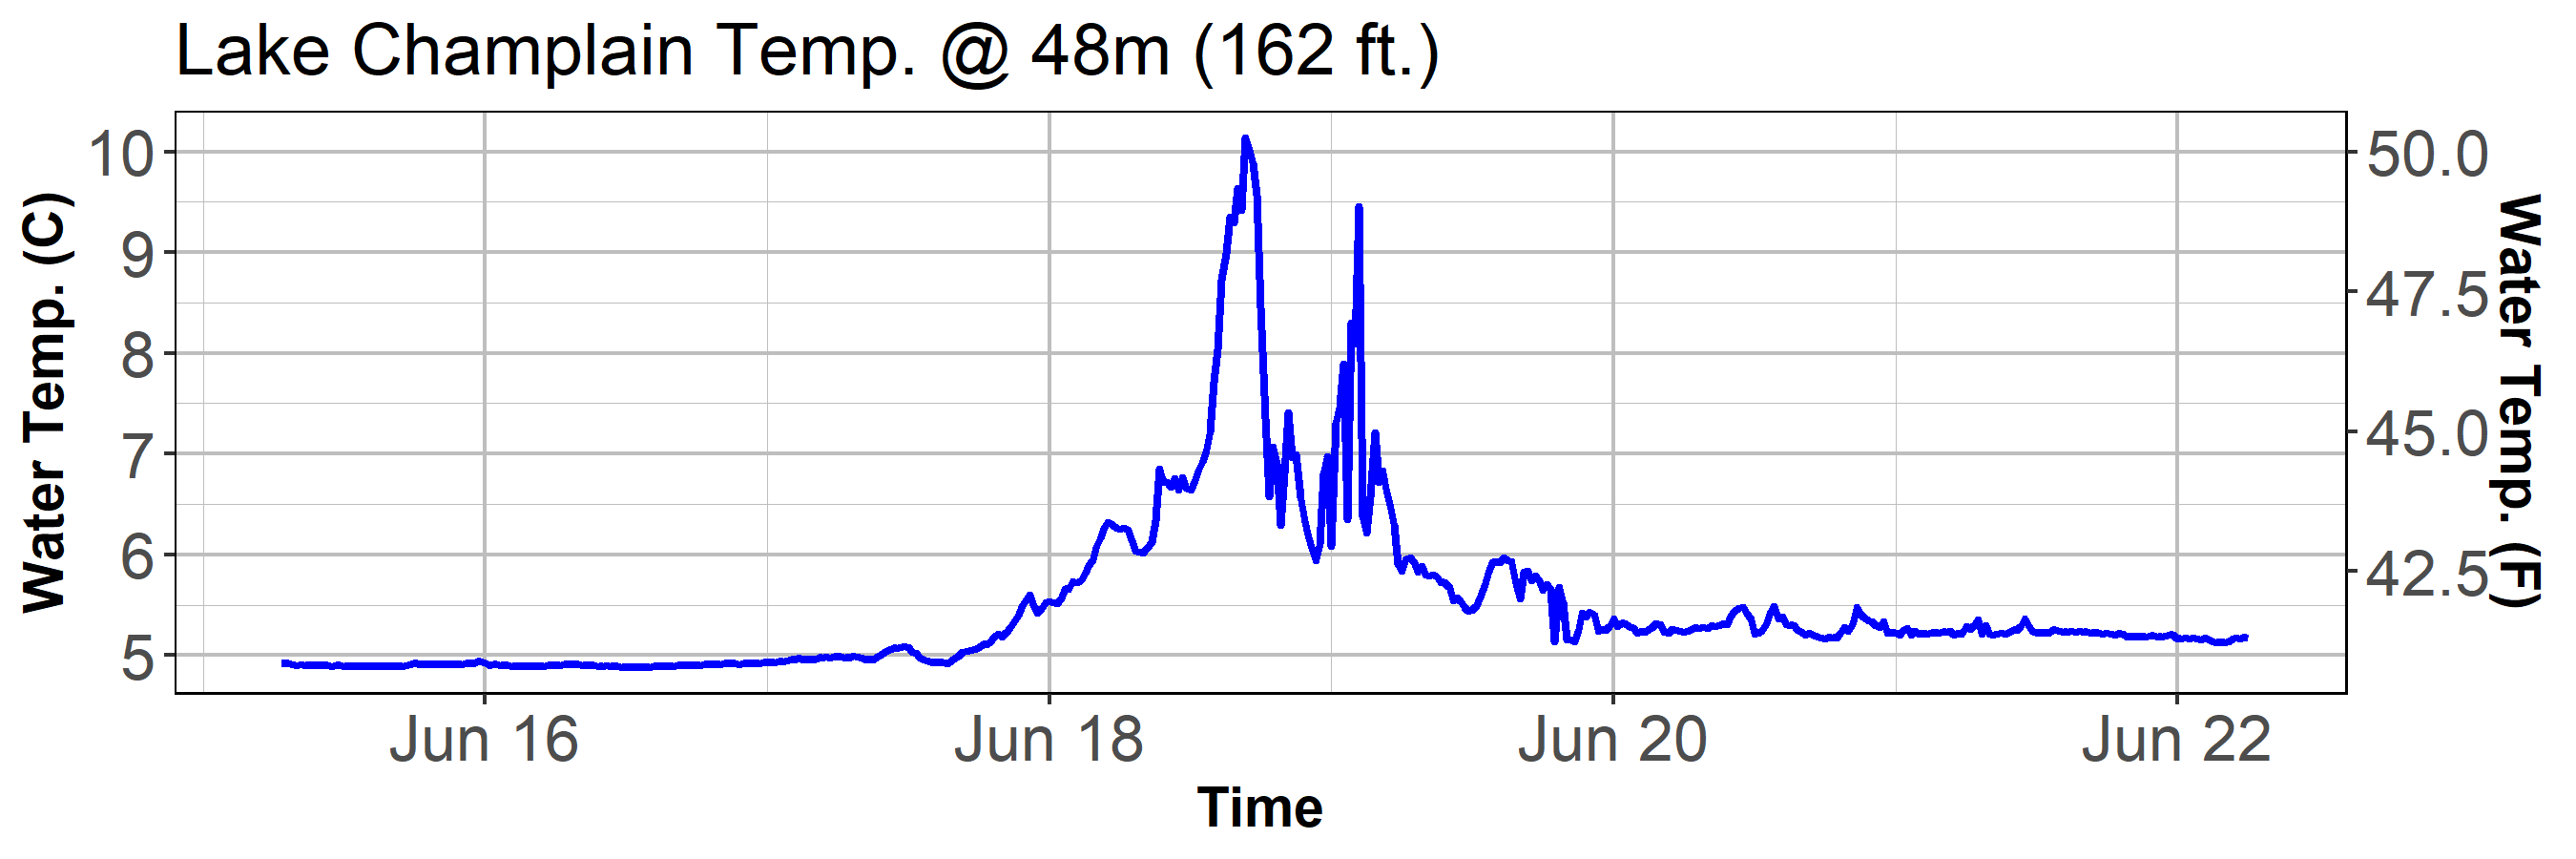 Lake Champlain Temp. @ 48m (162 ft.)
Water Temp. (C)
10
9
8
7
6
5
50.0
47.5
45.0
42.5
Water Temp. (F)
Jun 16
Jun 18
Jun 20
Jun 22
Time